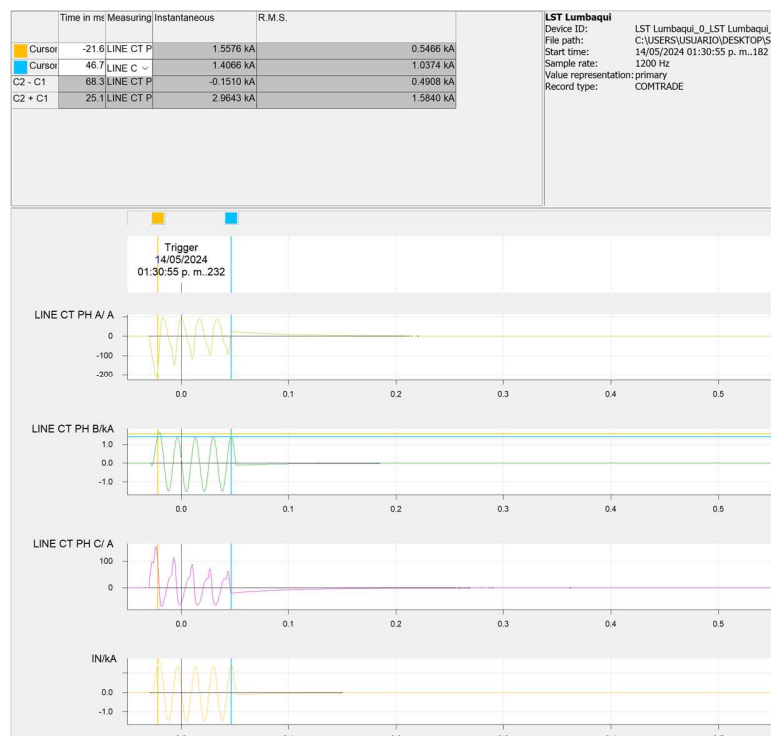 Time in ms Measuring Instantaneous R.M.S.
Cursor -21.6 LINE CT P 1.5576 kA 0.5466 kA
Cursor 46.7 LINE C 1.4066 kA 1.0374 kA
C2 - C1 68.3 LINE CT P -0.1510 kA 0.4908 kA
C2 + C1 25.1 LINE CT P 2.9643 kA 1.5840 kA
LST Lumbaqui
Device ID: LST Lumbaqui_0_LST Lumbaqui_
File path: C:\USERS\USUARIO\DESKTOP\S
Start time: 14/05/2024 01:30:55 p. m..182
Sample rate: 1200 Hz
Value representation: primary
Record type: COMTRADE
Trigger
14/05/2024
01:30:55 p. m..232
LINE CT PH A/ A
0
-100
-200
0.0 0.1 0.2 0.3 0.4 0.5
LINE CT PH B/kA
1.0
0.0
-1.0
0.0 0.1 0.2 0.3 0.4 0.5
LINE CT PH C/ A
100
0
0.0 0.1 0.2 0.3 0.4 0.5
IN/kA
0.0
-1.0